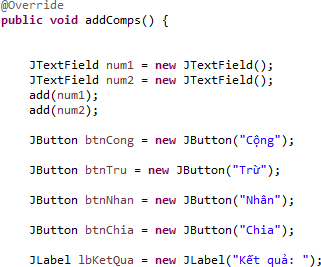 @Override
public void addComps() {
JTextField num1 = new JTextField();
JTextField num2 = new JTextField();
add(num1);
add(num2);
JButton btnCong = new JButton("Cộng");
JButton btnTru = new JButton("Trừ");
JButton btnNhan = new JButton("Nhân");
JButton btnChia = new JButton("Chia");
JLabel lbKetQua = new JLabel("Kết quả: ");